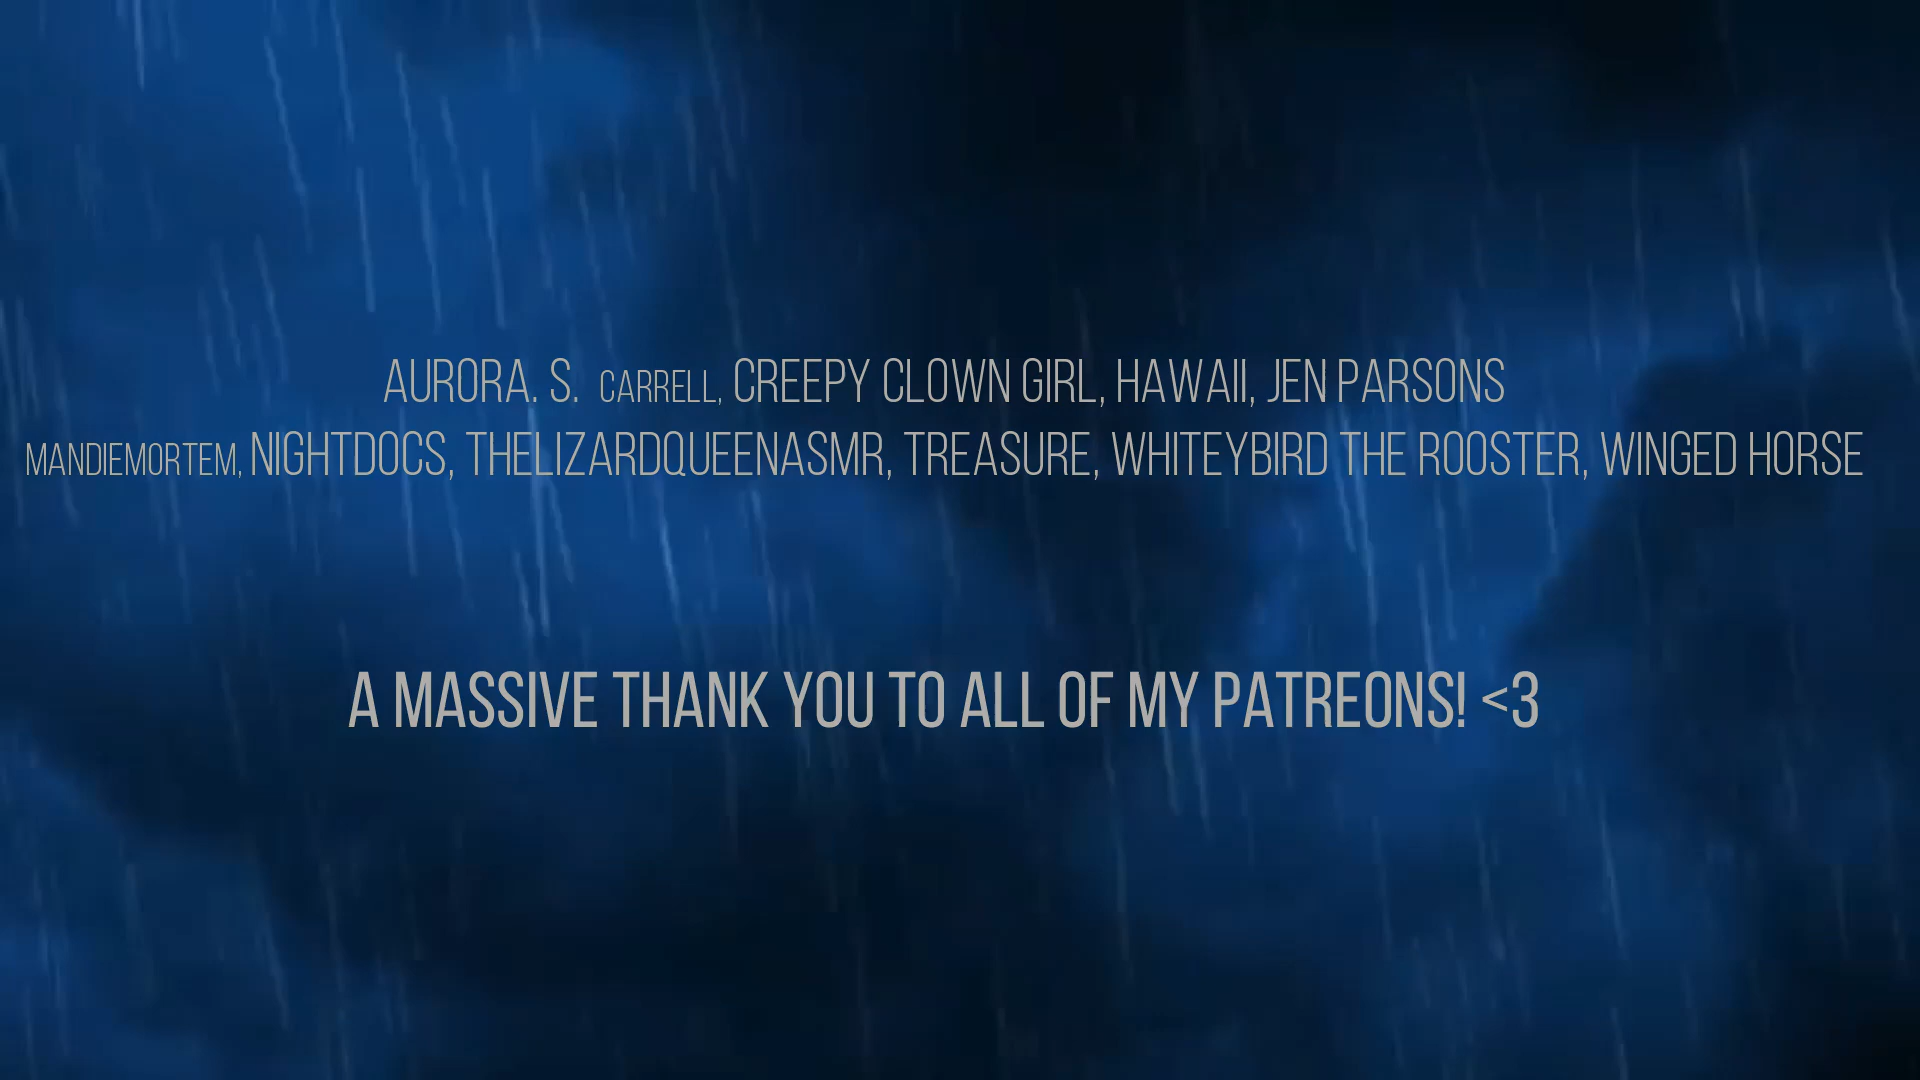 AURORA. S. CARRELL, CREEPY CLOWN GIRL, HAWAII, JEN PARSONS
MANDIEMORTEM, NIGHTDOCS, THELIZARDQUEENASMR, TREASURE, WHITEYBIRD THE ROOSTER, WINGED HORSE
A MASSIVE THANK YOU TO ALL OF MY PATREONS! <3